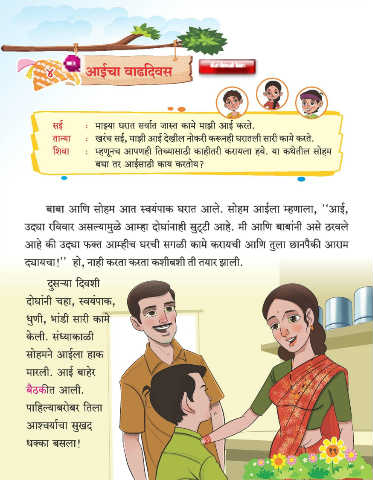 ४
आईचा वाढदिवस
सई : माझ्या घरात सर्वात जास्त कामे माझी आई करते.
तान्या : खरंच सई, माझी आई देखील नोकरी करूनही घरातली सारी कामे करते.
शिवा : म्हणूनच आपणही तिच्यासाठी काहीतरी करायला हवे. या कथेतील सोहम
बघा तर आईसाठी काय करतोय?
बाबा आणि सोहम आत स्वयंपाक घरात आले. सोहम आईला म्हणाला, ‘‘आई,
उद्या रविवार असल्यामुळे आम्हा दोघांनाही सुट्टी आहे. मी आणि बाबांनी असे ठरवले
आहे की उद्या फक्त आम्हीच घरची सगळी कामे करायची आणि तुला छानपैकी आराम
द्यायचा!’’ हो, नाही करता करता कशीबशी ती तयार झाली.
दुसऱ्या दिवशी
दोघांनी चहा, स्वयंपाक,
धुणी, भांडी सारी कामे
केली. संध्याकाळी
सोहमने आईला हाक
मारली. आई बाहेर
बैठकीत आली.
पाहिल्याबरोबर तिला
आश्चर्याचा सुखद
धक्का बसला!